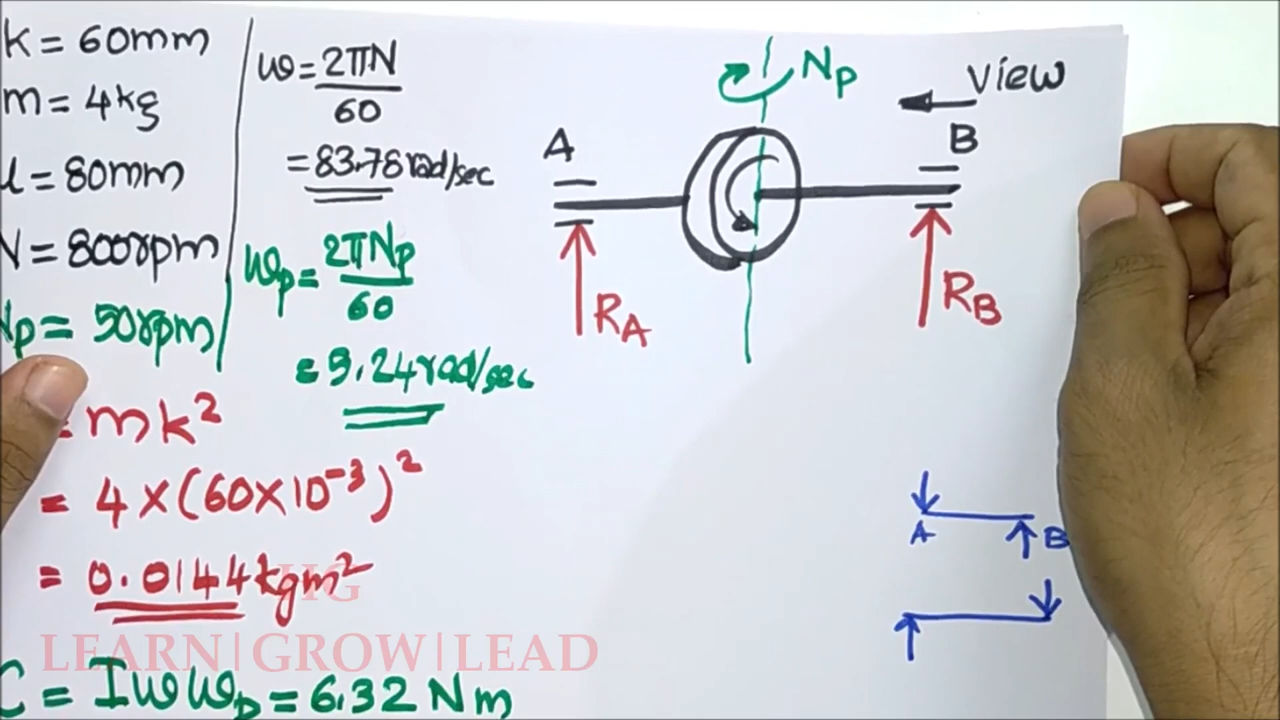 k = 60mm
m = 4kg
l = 80mm
N = 800rpm
Np = 50rpm
= mk²
= 4 × (60×10⁻³)²
= 0.0144 kgm²
C = IωωP = 6.32 Nm
ω = 2πN
60
= 83.78 rad/sec
ωp = 2πNp
60
= 5.24 rad/sec
Np
View
A
B
RA
RB
A
B
HG
LEARN|GROW|LEAD